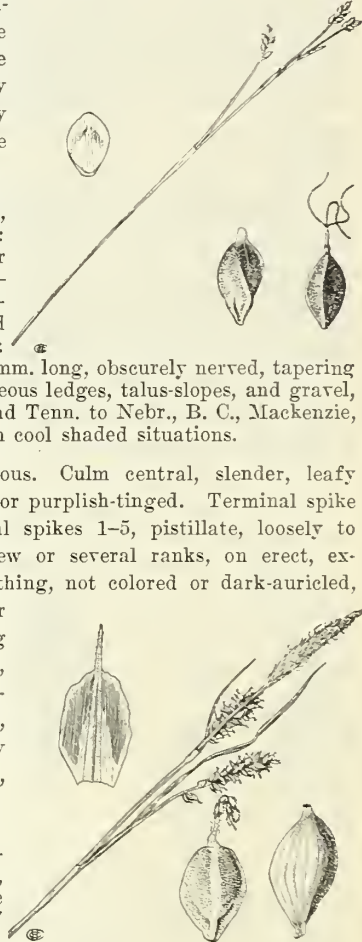 e
e
e
y
y
e
,
:
r
-
-
d
:
mm. long, obscurely nerved, tapering
eous ledges, talus-slopes, and gravel,
nd Tenn. to Nebr., B. C., Mackenzie,
n cool shaded situations.
ous. Culm central, slender, leafy
or purplish-tinged. Terminal spike
al spikes 1–5, pistillate, loosely to
ew or several ranks, on erect, ex-
thing, not colored or dark-auricled,
r
g
,
-
,
y
,
-
,
e